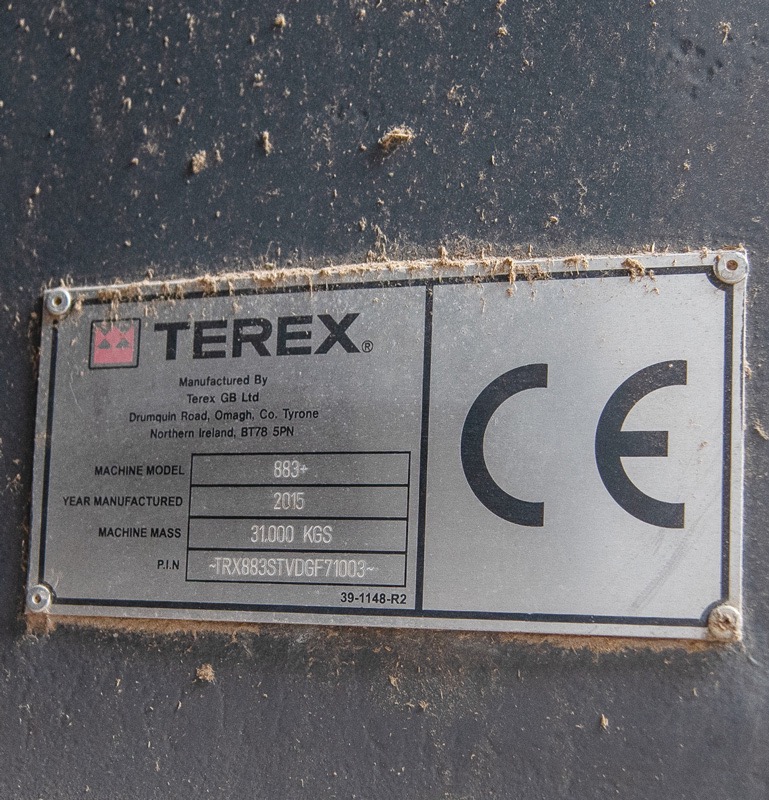 TEREX®
Manufactured By
Terex GB Ltd
Drumquin Road, Omagh, Co. Tyrone
Northern Ireland, BT78 5PN
MACHINE MODEL 883+
YEAR MANUFACTURED 2015
MACHINE MASS 31.000 KGS
P.I.N ~TRX883STVDGF71003~
39-1148-R2
CE